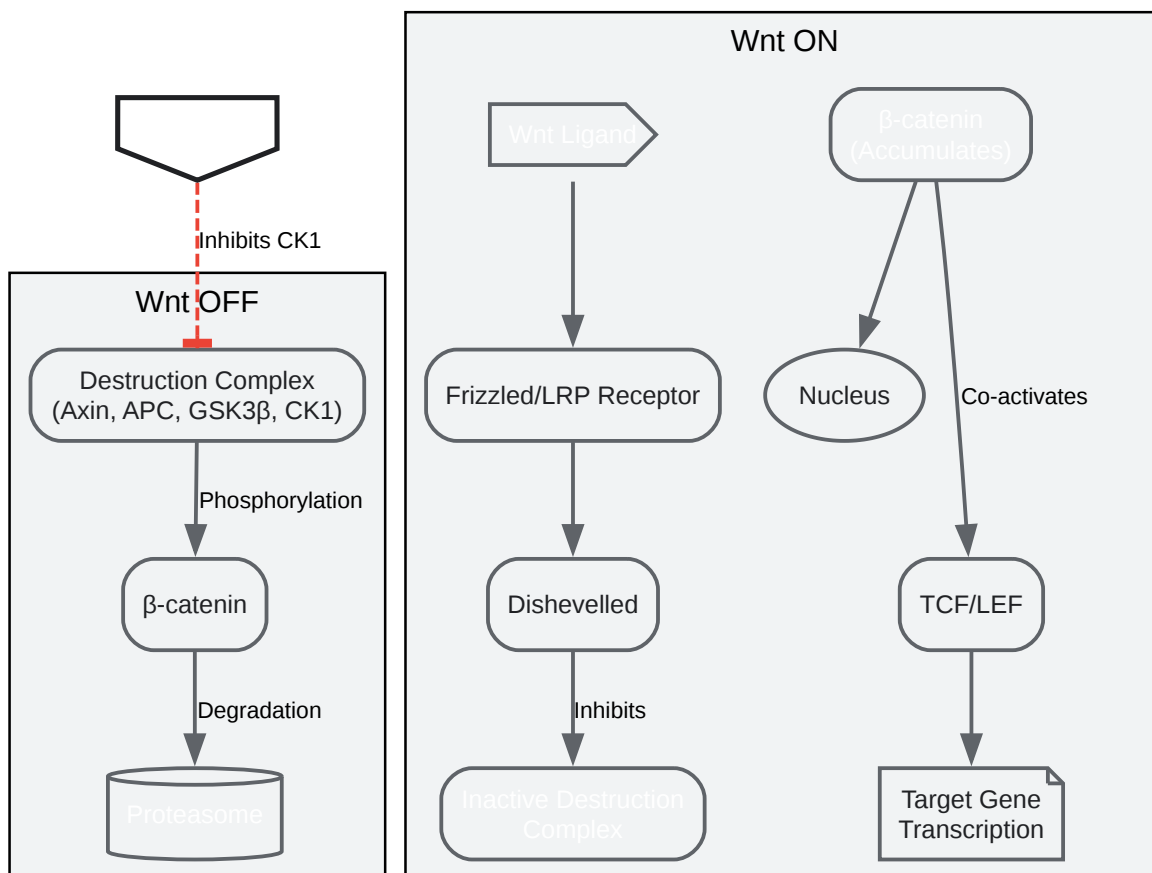 Wnt ON
Wnt Ligand
β-catenin
(Accumulates)
Inhibits CK1
Wnt OFF
Destruction Complex
(Axin, APC, GSK3β, CK1)
Frizzled/LRP Receptor
Nucleus
Co-activates
Phosphorylation
β-catenin
Dishevelled
TCF/LEF
Degradation
Inhibits
Proteasome
Inactive Destruction
Complex
Target Gene
Transcription